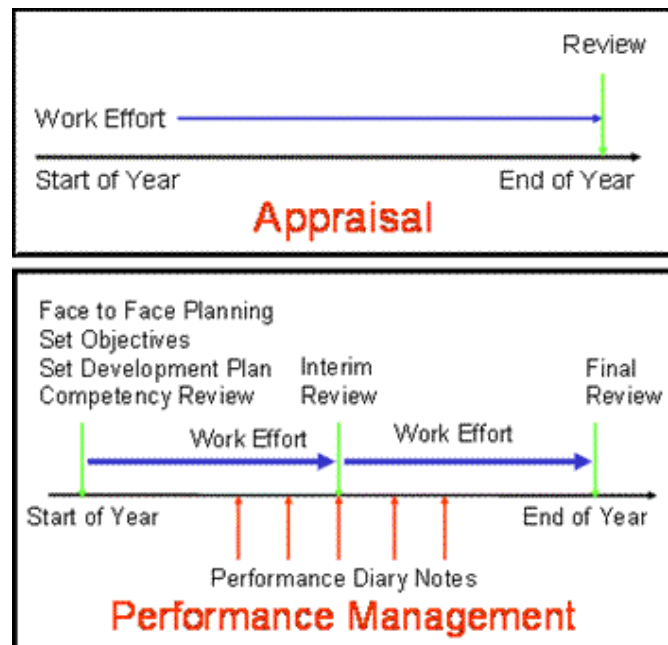 Review
Work Effort
Start of Year
End of Year
Appraisal
Face to Face Planning
Set Objectives
Set Development Plan
Competency Review
Interim
Review
Final
Review
Work Effort
Work Effort
Start of Year
End of Year
Performance Diary Notes
Performance Management